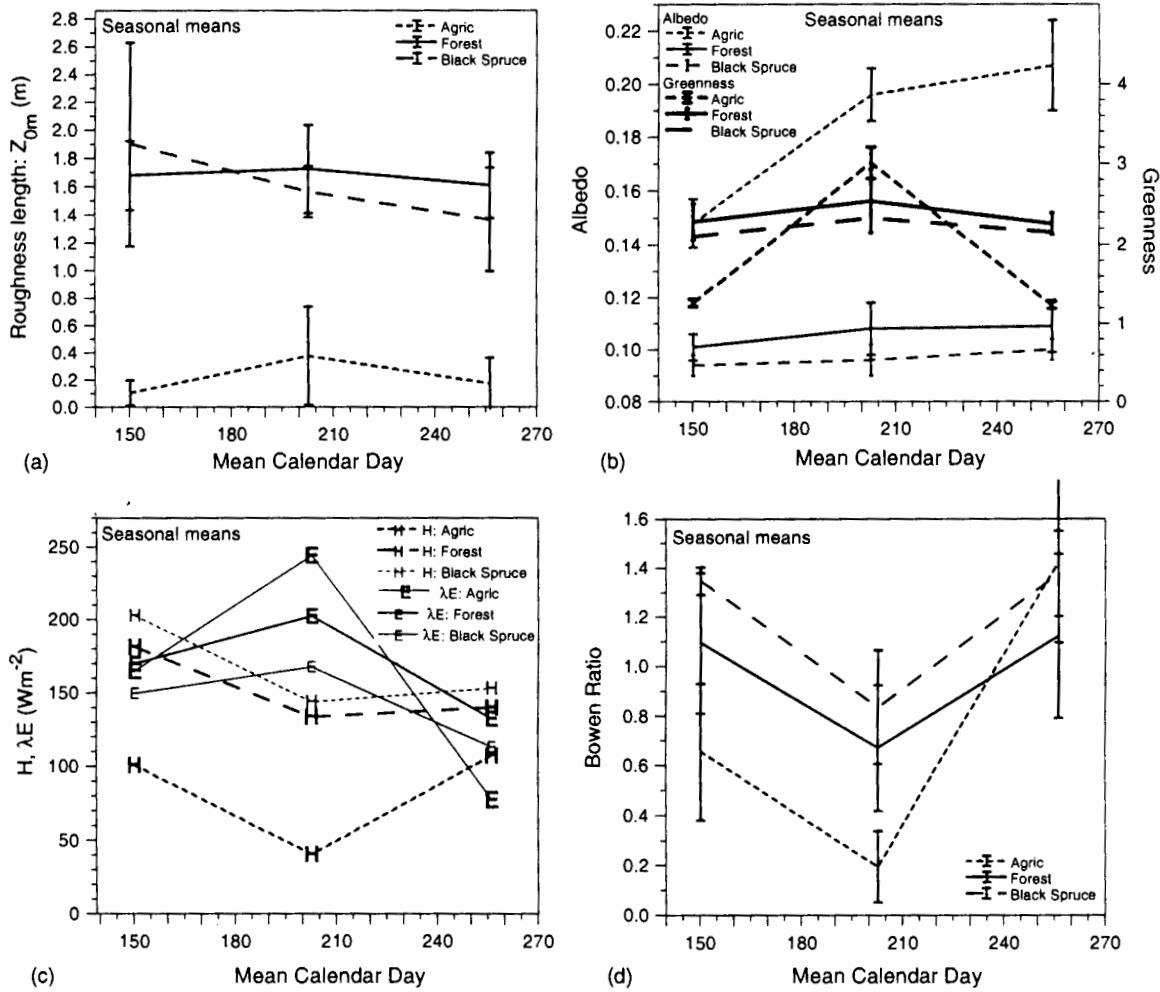 Seasonal means
Agric
Forest
Black Spruce
2.8
2.6
2.4
2.2
2.0
1.8
1.6
1.4
1.2
1.0
0.8
0.6
0.4
0.2
0.0
Roughness length: Z0m (m)
150 180 210 240 270
(a) Mean Calendar Day
Albedo
Seasonal means
Agric
Forest
Black Spruce
Greenness
Agric
Forest
Black Spruce
0.22
0.20
0.18
0.16
0.14
0.12
0.10
0.08
Albedo
4
3
2
1
0
Greenness
150 180 210 240 270
(b) Mean Calendar Day
Seasonal means
H: Agric
H: Forest
H: Black Spruce
λE: Agric
λE: Forest
λE: Black Spruce
250
200
150
100
50
0
H, λE (Wm-2)
H H H
H H H
H H H
E E E
E E E
E E E
150 180 210 240 270
(c) Mean Calendar Day
Seasonal means
1.6
1.4
1.2
1.0
0.8
0.6
0.4
0.2
0.0
Bowen Ratio
Agric
Forest
Black Spruce
150 180 210 240 270
(d) Mean Calendar Day